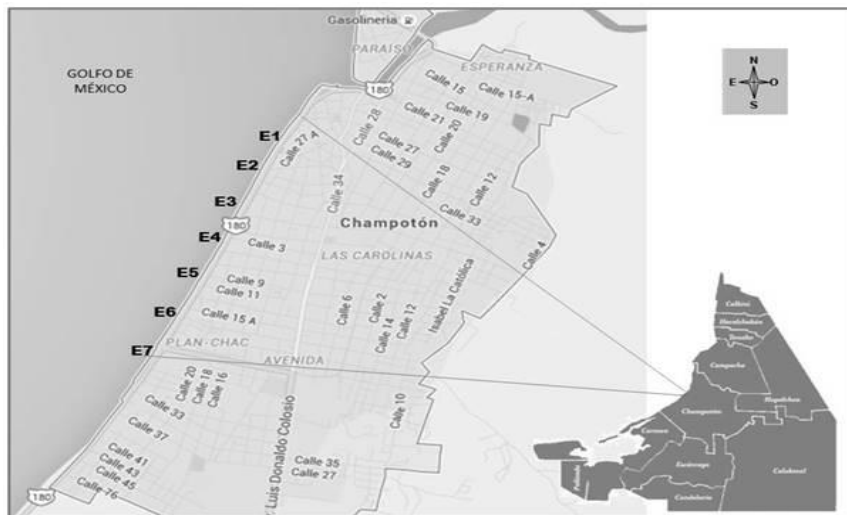 Gasolineria
PARAÍSO
GOLFO DE
MÉXICO
ESPERANZA
Calle 15
Calle 15-A
180
Calle 21
Calle 19
Calle 20
Calle 28
Calle 27
Calle 29
E1
Calle 27 A
E2
Calle 18
Calle 12
Calle 34
E3
Calle 33
180
Champotón
E4
Calle 3
Calle 4
LAS CAROLINAS
E5
Calle 9
Calle 11
Isabel La Católica
E6
Calle 15 A
Calle 6
Calle 2
Calle 14
Calle 12
E7
PLAN-CHAC
AVENIDA
Calle 20
Calle 18
Calle 16
Calle 10
Calle 33
Calle 37
Luis Donaldo Colosio
Calle 41
Calle 43
Calle 45
Calle 76
Calle 35
Calle 27
180
N
E
O
S
Calkiní
Hecelchakán
Tenabo
Campeche
Hopelchén
Champotón
Carmen
Escárcega
Calakmul
Palizada
Candelaria